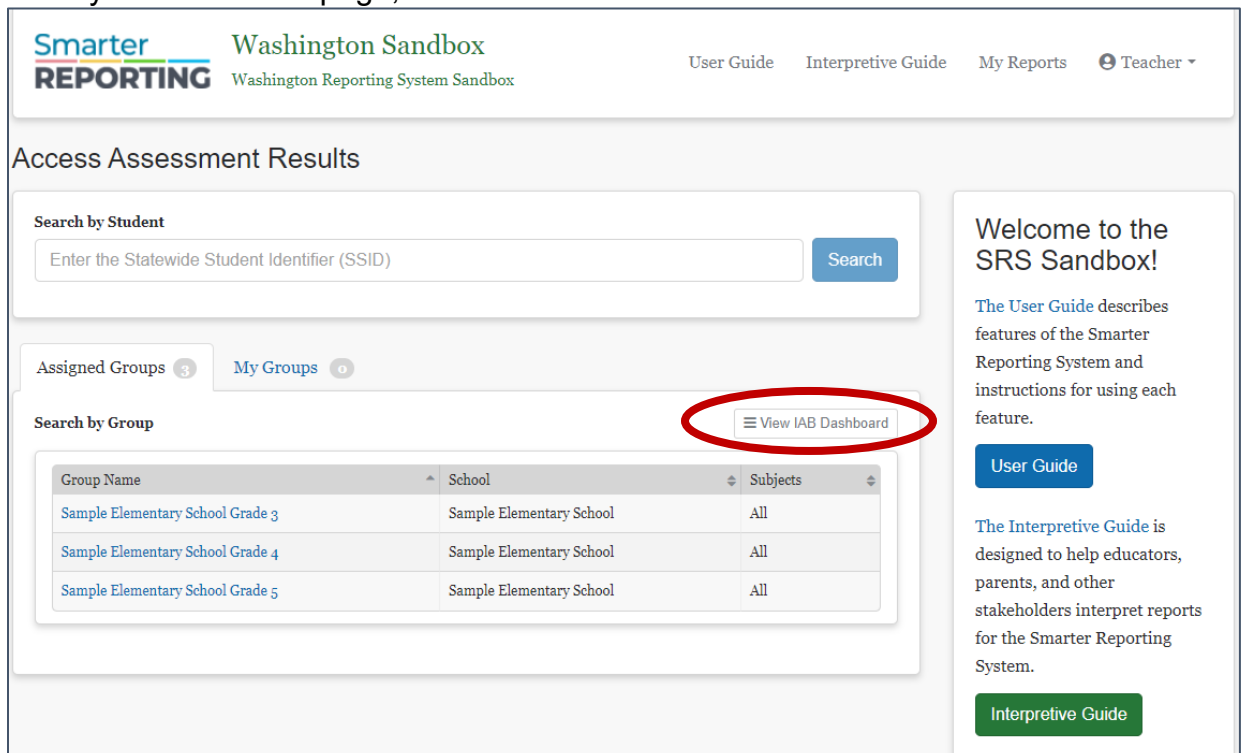 Smarter
REPORTING
Washington Sandbox
Washington Reporting System Sandbox
User Guide Interpretive Guide My Reports Teacher
Access Assessment Results
Search by Student
Enter the Statewide Student Identifier (SSID) Search
Assigned Groups 3 My Groups 0
Search by Group View IAB Dashboard
Group Name School Subjects
Sample Elementary School Grade 3 Sample Elementary School All
Sample Elementary School Grade 4 Sample Elementary School All
Sample Elementary School Grade 5 Sample Elementary School All
Welcome to the
SRS Sandbox!
The User Guide describes
features of the Smarter
Reporting System and
instructions for using each
feature.
User Guide
The Interpretive Guide is
designed to help educators,
parents, and other
stakeholders interpret reports
for the Smarter Reporting
System.
Interpretive Guide